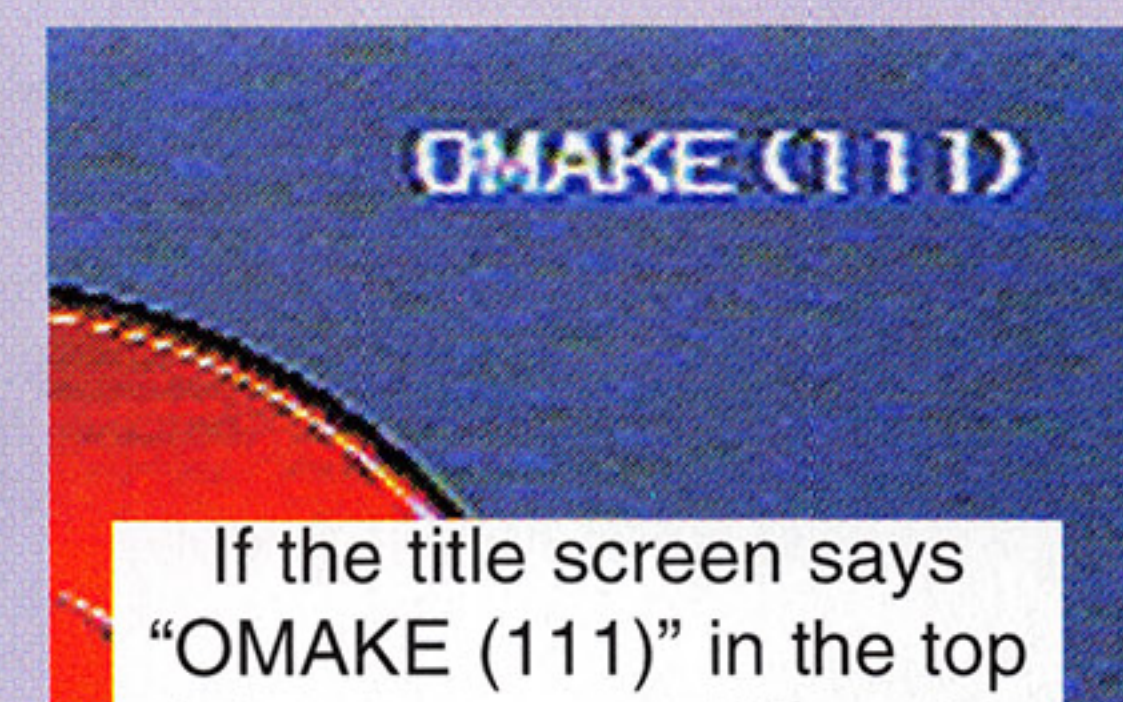 OMAKE (111)
If the title screen says
“OMAKE (111)” in the top